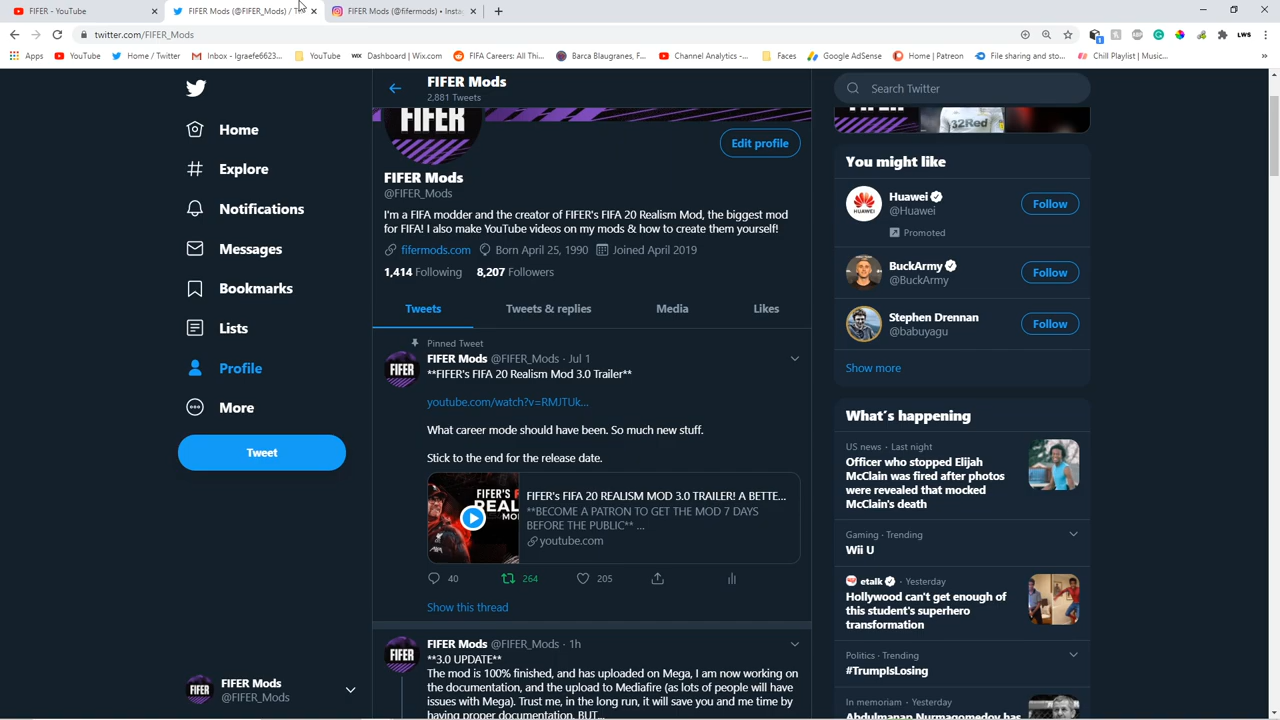 FIFER - YouTube
FIFER Mods (@FIFER_Mods) / T
FIFER Mods (@fifermods) • Insta
twitter.com/FIFER_Mods
Apps
YouTube
Home / Twitter
Inbox - lgraefe6623...
YouTube
WIX Dashboard | Wix.com
FIFA Careers: All Thi...
Barca Blaugranes, F...
Channel Analytics -...
Faces
Google AdSense
Home | Patreon
File sharing and sto...
Chill Playlist | Music...
LWS
FIFER Mods
2,881 Tweets
Search Twitter
FIFER
32Red
Home
Explore
Notifications
Messages
Bookmarks
Lists
Profile
More
Tweet
FIFER Mods
@FIFER_Mods
Edit profile
FIFER Mods
@FIFER_Mods
I'm a FIFA modder and the creator of FIFER's FIFA 20 Realism Mod, the biggest mod
for FIFA! I also make YouTube videos on my mods & how to create them yourself!
fifermods.com Born April 25, 1990 Joined April 2019
1,414 Following 8,207 Followers
Tweets Tweets & replies Media Likes
Pinned Tweet
FIFER
FIFER Mods @FIFER_Mods · Jul 1
**FIFER's FIFA 20 Realism Mod 3.0 Trailer**
youtube.com/watch?v=RMJTUk...
What career mode should have been. So much new stuff.
Stick to the end for the release date.
FIFER'S F
REAL
MO
FIFER's FIFA 20 REALISM MOD 3.0 TRAILER! A BETTE...
**BECOME A PATRON TO GET THE MOD 7 DAYS
BEFORE THE PUBLIC** ...
youtube.com
40 264 205
Show this thread
FIFER
FIFER Mods @FIFER_Mods · 1h
**3.0 UPDATE**
The mod is 100% finished, and has uploaded on Mega, I am now working on
the documentation, and the upload to Mediafire (as lots of people will have
issues with Mega). Trust me, in the long run, it will save you and me time by
having proper documentation. BUT...
You might like
Huawei
@Huawei
Promoted
Follow
BuckArmy
@BuckArmy
Follow
Stephen Drennan
@babuyagu
Follow
Show more
What's happening
US news · Last night
Officer who stopped Elijah
McClain was fired after photos
were revealed that mocked
McClain's death
Gaming · Trending
Wii U
etalk · Yesterday
Hollywood can't get enough of
this student's superhero
transformation
Politics · Trending
#TrumpIsLosing
In memoriam · Yesterday
Abdulmanap Nurmagomedov has